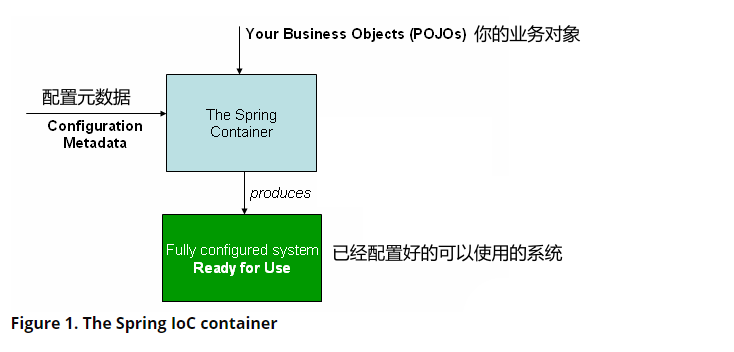 Your Business Objects (POJOs) 你的业务对象
配置元数据
Configuration
Metadata
The Spring
Container
produces
Fully configured system
Ready for Use
已经配置好的可以使用的系统
Figure 1. The Spring IoC container